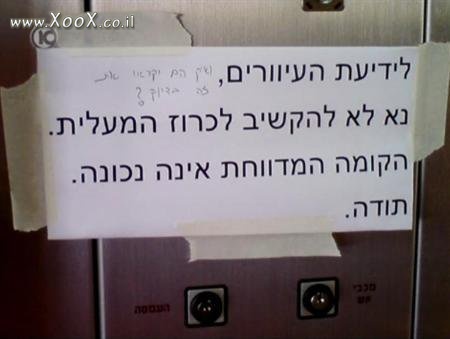 www.XooX.co.il
לידיעת העיוורים,
ואיך הם יקראו את
זה בדיוק?
נא לא להקשיב לכרוז המעלית.
הקומה המדווחת אינה נכונה.
תודה.
מכבי
אש
העמסה